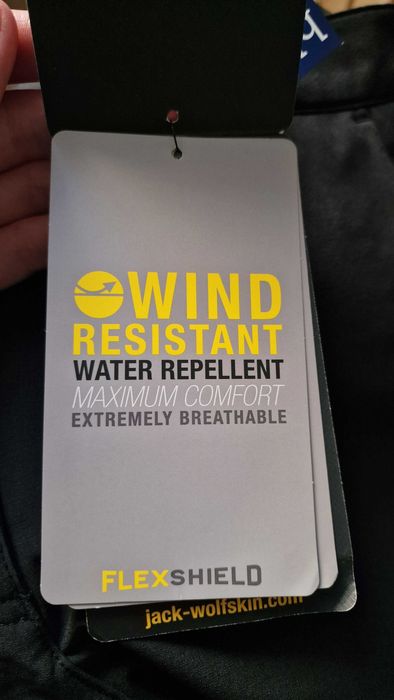 WIND
RESISTANT
WATER REPELLENT
MAXIMUM COMFORT
EXTREMELY BREATHABLE
FLEXSHIELD
jack-wolfskin.com